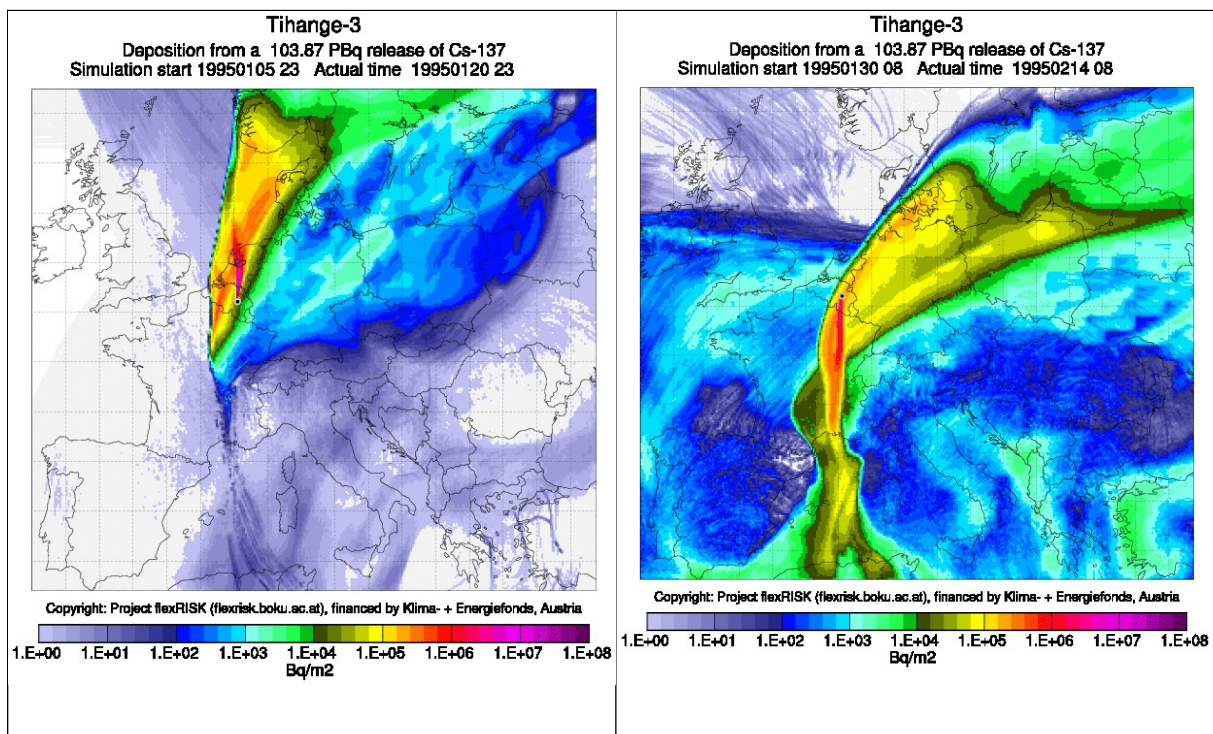 Tihange-3
Deposition from a 103.87 PBq release of Cs-137
Simulation start 19950105 23 Actual time 19950120 23
Copyright: Project flexRISK (flexrisk.boku.ac.at), financed by Klima- + Energiefonds, Austria
1.E+00 1.E+01 1.E+02 1.E+03 1.E+04 1.E+05 1.E+06 1.E+07 1.E+08
Bq/m2
Tihange-3
Deposition from a 103.87 PBq release of Cs-137
Simulation start 19950130 08 Actual time 19950214 08
Copyright: Project flexRISK (flexrisk.boku.ac.at), financed by Klima- + Energiefonds, Austria
1.E+00 1.E+01 1.E+02 1.E+03 1.E+04 1.E+05 1.E+06 1.E+07 1.E+08
Bq/m2